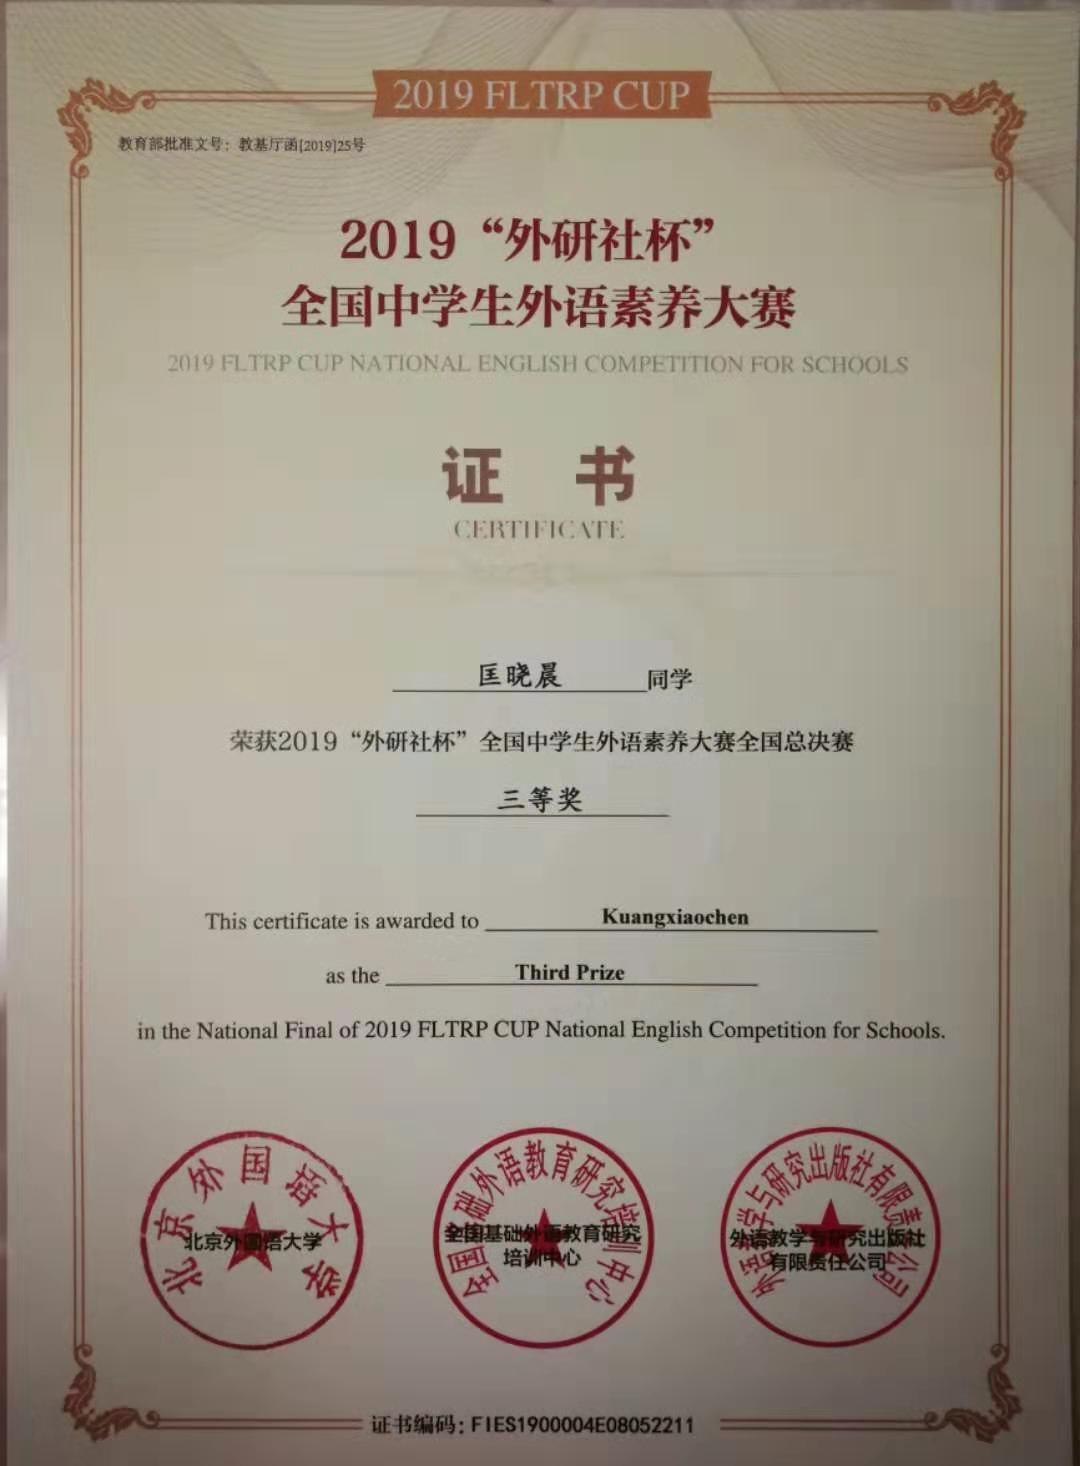 2019 FLTRP CUP
教育部批准文号：教基厅函[2019]25号
2019“外研社杯”
全国中学生外语素养大赛
2019 FLTRP CUP NATIONAL ENGLISH COMPETITION FOR SCHOOLS
证 书
CERTIFICATE
匡晓晨同学
荣获2019“外研社杯”全国中学生外语素养大赛全国总决赛
三等奖
This certificate is awarded to Kuangxiaochen
as the Third Prize
in the National Final of 2019 FLTRP CUP National English Competition for Schools.
北京外国语大学
北京外国语大学
全国基础外语教育研究培训中心
全国基础外语教育研究
培训中心
外语教学与研究出版社有限责任公司
外语教学与研究出版社
有限责任公司
证书编码：FIES1900004E08052211